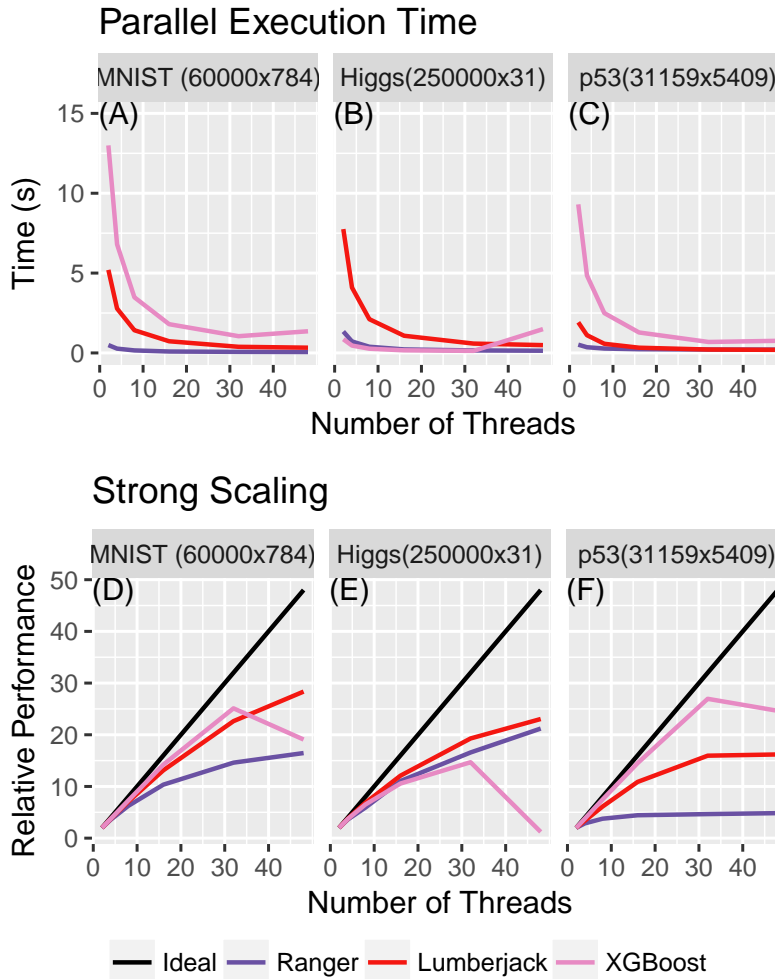 Parallel Execution Time
MNIST (60000x784)
Higgs(250000x31)
p53(31159x5409)
(A)
(B)
(C)
15
10
5
0
Time (s)
0 10 20 30 40
0 10 20 30 40
0 10 20 30 40
Number of Threads
Strong Scaling
MNIST (60000x784)
Higgs(250000x31)
p53(31159x5409)
(D)
(E)
(F)
50
40
30
20
10
0
Relative Performance
0 10 20 30 40
0 10 20 30 40
0 10 20 30 40
Number of Threads
Ideal Ranger Lumberjack XGBoost